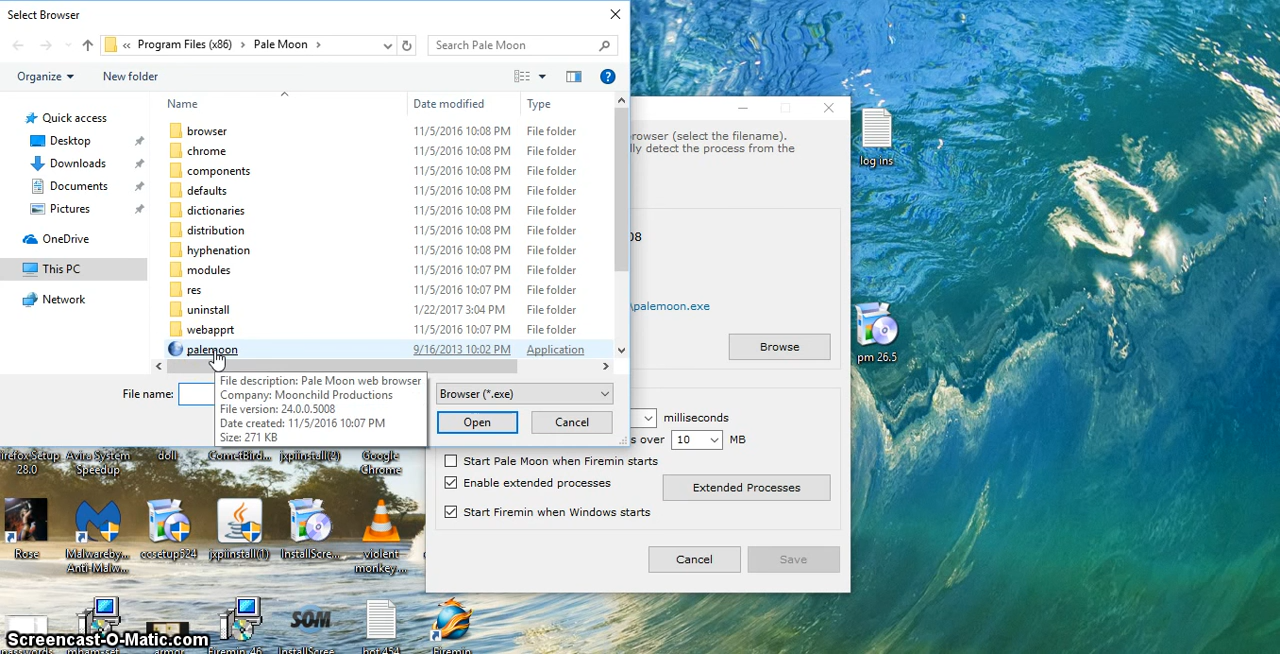 Select Browser
« Program Files (x86) › Pale Moon ›
Search Pale Moon
Organize
New folder
Name
Date modified
Type
Quick access
Desktop
Downloads
Documents
Pictures
OneDrive
This PC
Network
browser 11/5/2016 10:08 PM File folder
chrome 11/5/2016 10:08 PM File folder
components 11/5/2016 10:08 PM File folder
defaults 11/5/2016 10:08 PM File folder
dictionaries 11/5/2016 10:08 PM File folder
distribution 11/5/2016 10:08 PM File folder
hyphenation 11/5/2016 10:08 PM File folder
modules 11/5/2016 10:07 PM File folder
res 11/5/2016 10:07 PM File folder
uninstall 1/22/2017 3:04 PM File folder
webapprt 11/5/2016 10:07 PM File folder
palemoon 9/16/2013 10:02 PM Application
File name:
Browser (*.exe)
Open
Cancel
File description: Pale Moon web browser
Company: Moonchild Productions
File version: 24.0.0.5008
Date created: 11/5/2016 10:07 PM
Size: 271 KB
rowser (select the filename).
lly detect the process from the
08
\palemoon.exe
Browse
milliseconds
s over 10 MB
Start Pale Moon when Firemin starts
Enable extended processes
Extended Processes
Start Firemin when Windows starts
Cancel
Save
log ins
pm 26.5
irefox Setup
28.0
Avira System
Speedup
doll
CometBird...
jxpiinstall(2)
Google
Chrome
Rose
Malwareby...
Anti-Malw...
ccsetup524
jxpiinstall(1)
InstallScre...
violent
monkey...
passwords
mbam-set...
armor
Firemin-46...
SOM
InstallScree...
hot 454
Firemin
Screencast-O-Matic.com